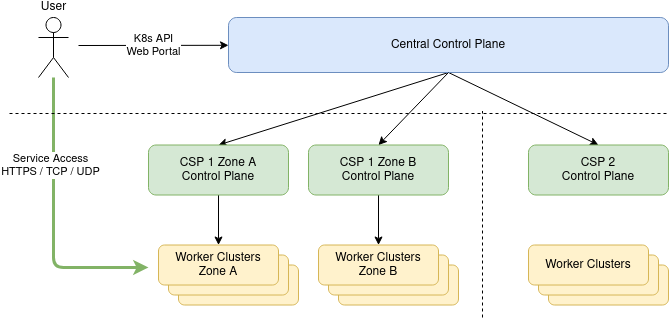 User
K8s API
Web Portal
Central Control Plane
Service Access
HTTPS / TCP / UDP
CSP 1 Zone A
Control Plane
CSP 1 Zone B
Control Plane
CSP 2
Control Plane
Worker Clusters
Zone A
Worker Clusters
Zone B
Worker Clusters